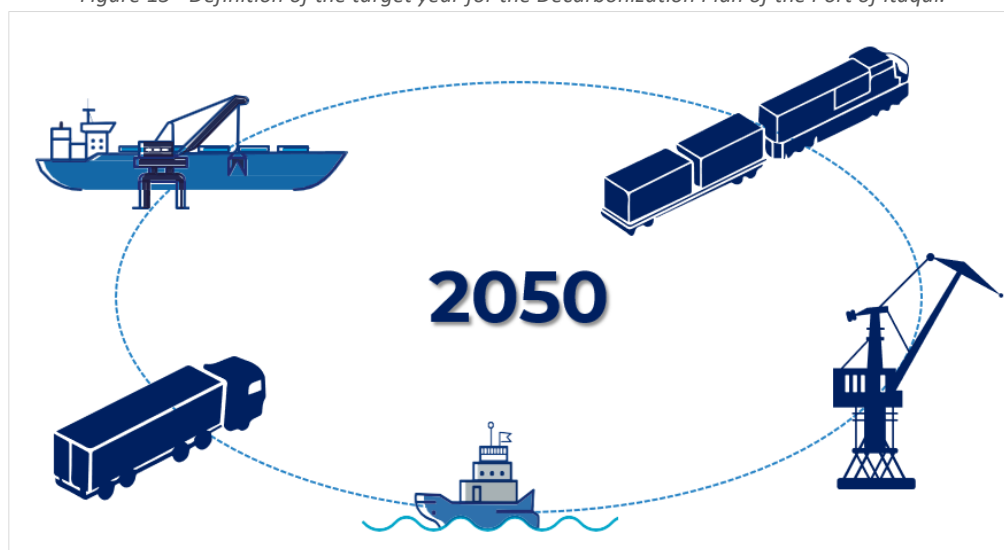 Figure - Definition of the target year for the Decarbonization Plan of the Port of Itaqui.
2050